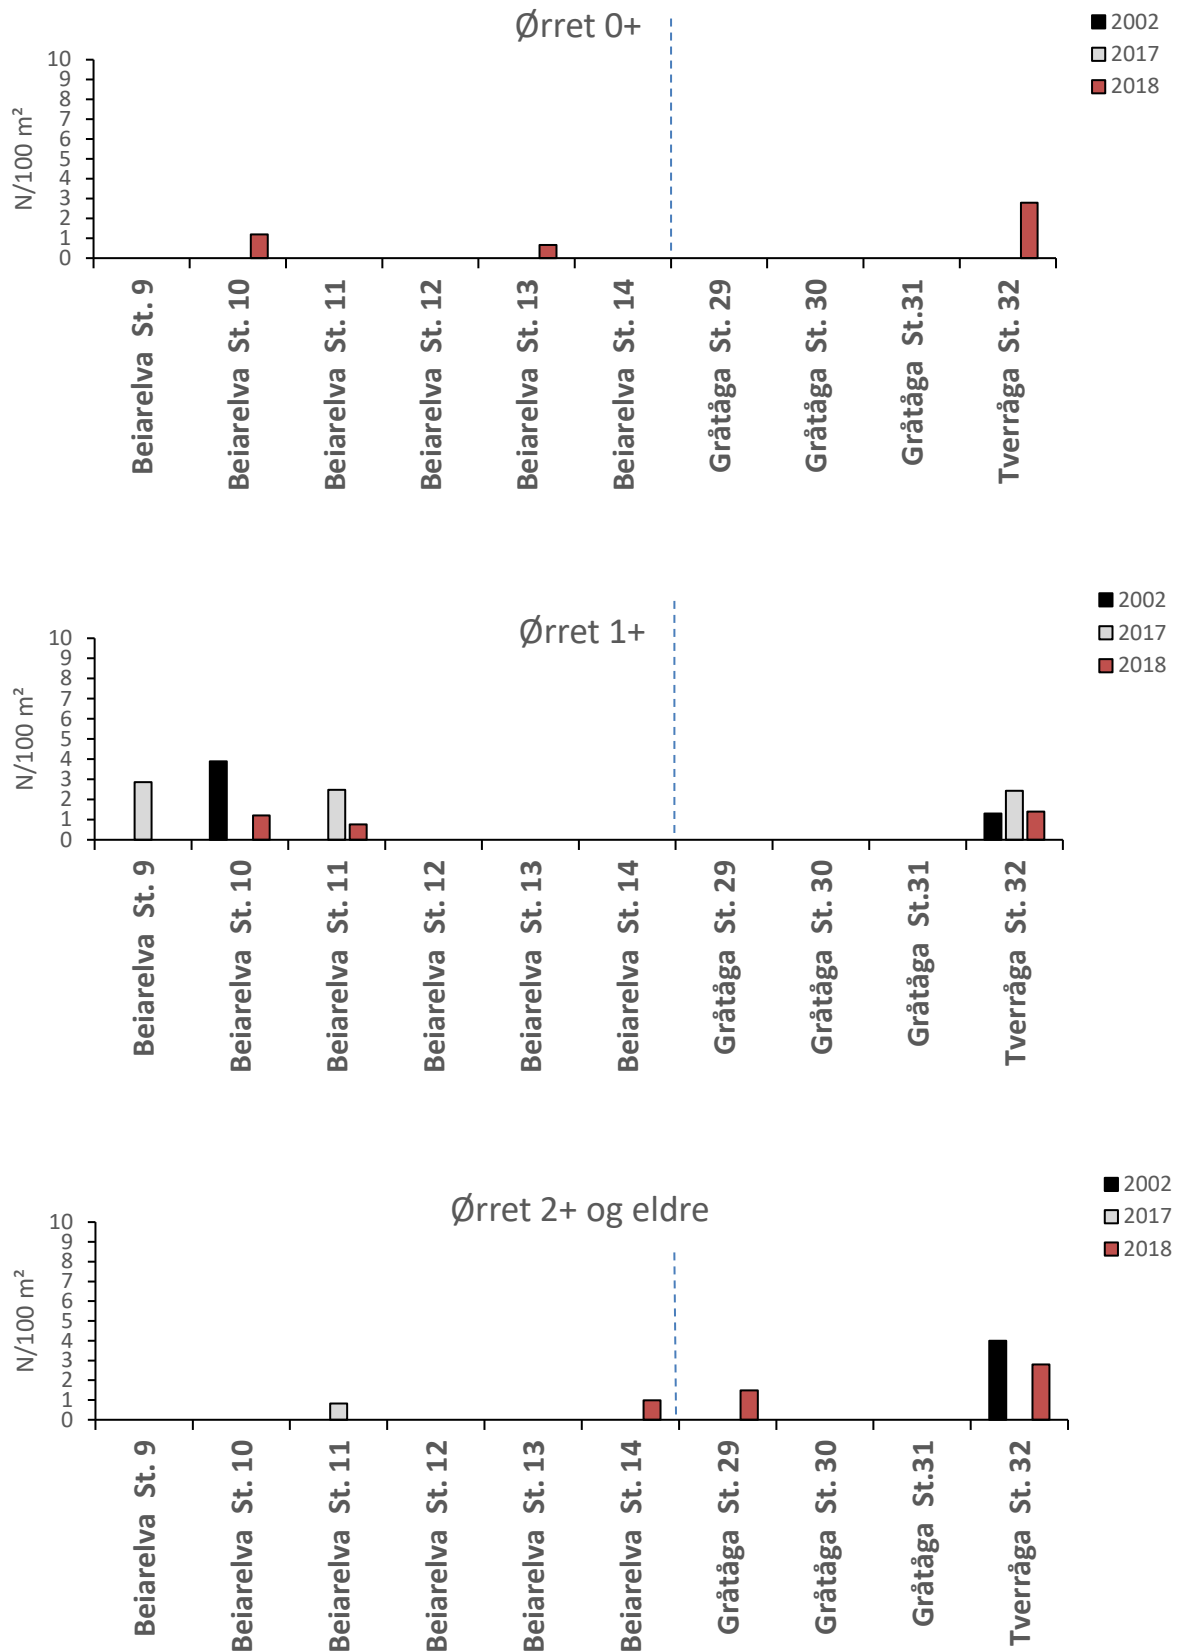 Ørret 0+
2002
2017
2018
N/100 m²
10
9
8
7
6
5
4
3
2
1
0
Beiarelva St. 9
Beiarelva St. 10
Beiarelva St. 11
Beiarelva St. 12
Beiarelva St. 13
Beiarelva St. 14
Gråtåga St. 29
Gråtåga St. 30
Gråtåga St.31
Tverråga St. 32
Ørret 1+
2002
2017
2018
N/100 m²
10
9
8
7
6
5
4
3
2
1
0
Beiarelva St. 9
Beiarelva St. 10
Beiarelva St. 11
Beiarelva St. 12
Beiarelva St. 13
Beiarelva St. 14
Gråtåga St. 29
Gråtåga St. 30
Gråtåga St.31
Tverråga St. 32
Ørret 2+ og eldre
2002
2017
2018
N/100 m²
10
9
8
7
6
5
4
3
2
1
0
Beiarelva St. 9
Beiarelva St. 10
Beiarelva St. 11
Beiarelva St. 12
Beiarelva St. 13
Beiarelva St. 14
Gråtåga St. 29
Gråtåga St. 30
Gråtåga St.31
Tverråga St. 32